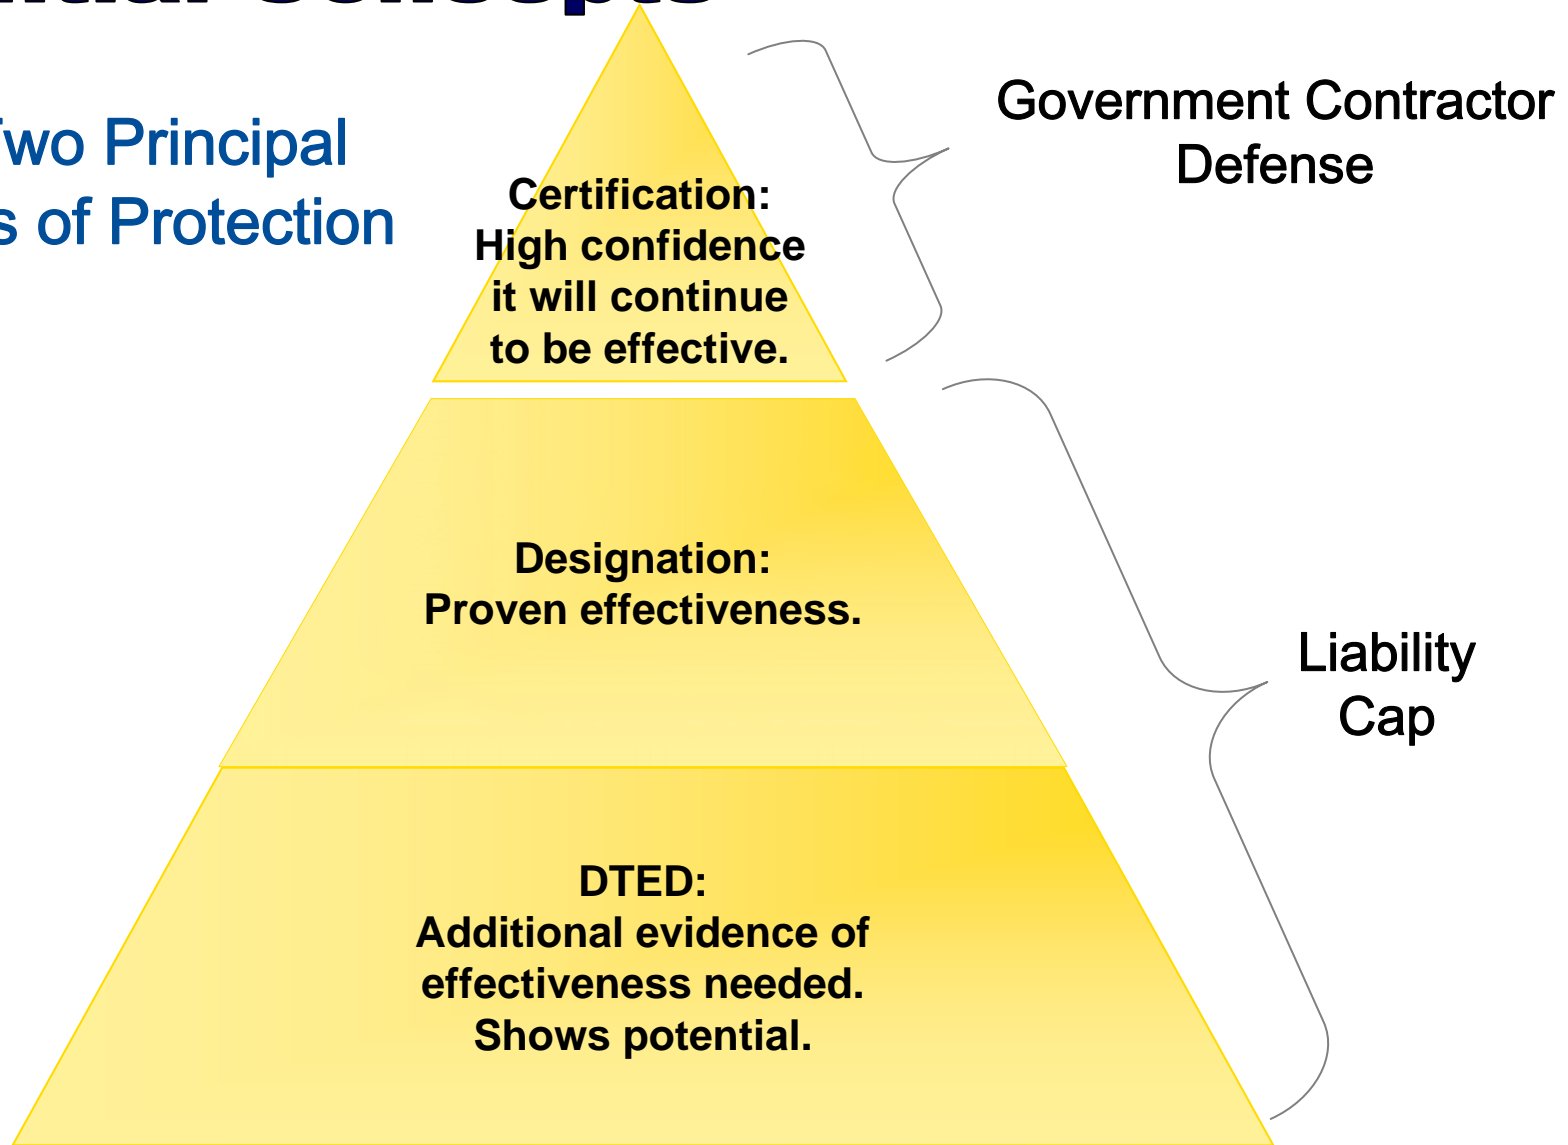 Concepts
Two Principal
of Protection
Government Contractor
Defense
Certification:
High confidence
it will continue
to be effective.
Designation:
Proven effectiveness.
Liability
Cap
DTED:
Additional evidence of
effectiveness needed.
Shows potential.